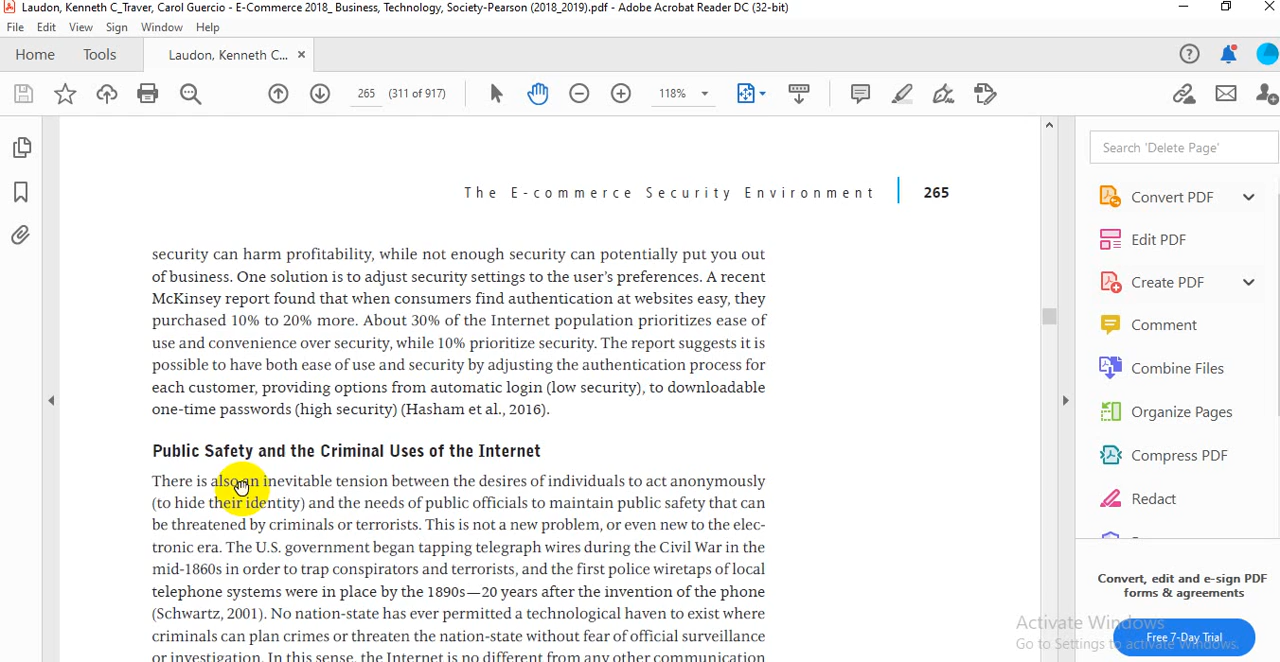 Laudon, Kenneth C_Traver, Carol Guercio - E-Commerce 2018_ Business, Technology, Society-Pearson (2018_2019).pdf - Adobe Acrobat Reader DC (32-bit)
File Edit View Sign Window Help
Home Tools Laudon, Kenneth C... ×
265 (311 of 917) 118%
Search 'Delete Page'
The E-commerce Security Environment 265
security can harm profitability, while not enough security can potentially put you out
of business. One solution is to adjust security settings to the user's preferences. A recent
McKinsey report found that when consumers find authentication at websites easy, they
purchased 10% to 20% more. About 30% of the Internet population prioritizes ease of
use and convenience over security, while 10% prioritize security. The report suggests it is
possible to have both ease of use and security by adjusting the authentication process for
each customer, providing options from automatic login (low security), to downloadable
one-time passwords (high security) (Hasham et al., 2016).
Public Safety and the Criminal Uses of the Internet
There is also an inevitable tension between the desires of individuals to act anonymously
(to hide their identity) and the needs of public officials to maintain public safety that can
be threatened by criminals or terrorists. This is not a new problem, or even new to the elec-
tronic era. The U.S. government began tapping telegraph wires during the Civil War in the
mid-1860s in order to trap conspirators and terrorists, and the first police wiretaps of local
telephone systems were in place by the 1890s—20 years after the invention of the phone
(Schwartz, 2001). No nation-state has ever permitted a technological haven to exist where
criminals can plan crimes or threaten the nation-state without fear of official surveillance
or investigation. In this sense, the Internet is no different from any other communication
Convert PDF
Edit PDF
Create PDF
Comment
Combine Files
Organize Pages
Compress PDF
Redact
Convert, edit and e-sign PDF
forms & agreements
Free 7-Day Trial
Activate Windows
Go to Settings to activate Windows.